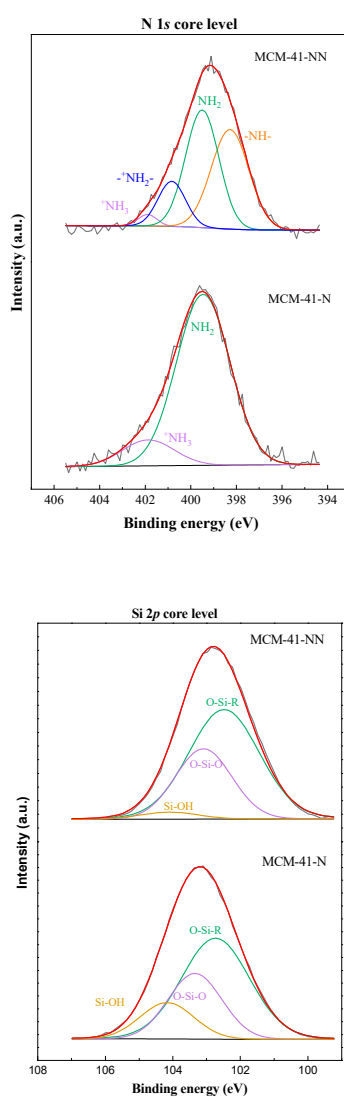 N 1s core level
MCM-41-NN
NH2
-NH-
-+NH2-
+NH3
MCM-41-N
NH2
+NH3
Intensity (a.u.)
406 404 402 400 398 396 394
Binding energy (eV)
Si 2p core level
MCM-41-NN
O-Si-R
O-Si-O
Si-OH
MCM-41-N
O-Si-R
Si-OH
O-Si-O
Intensity (a.u.)
108 106 104 102 100
Binding energy (eV)